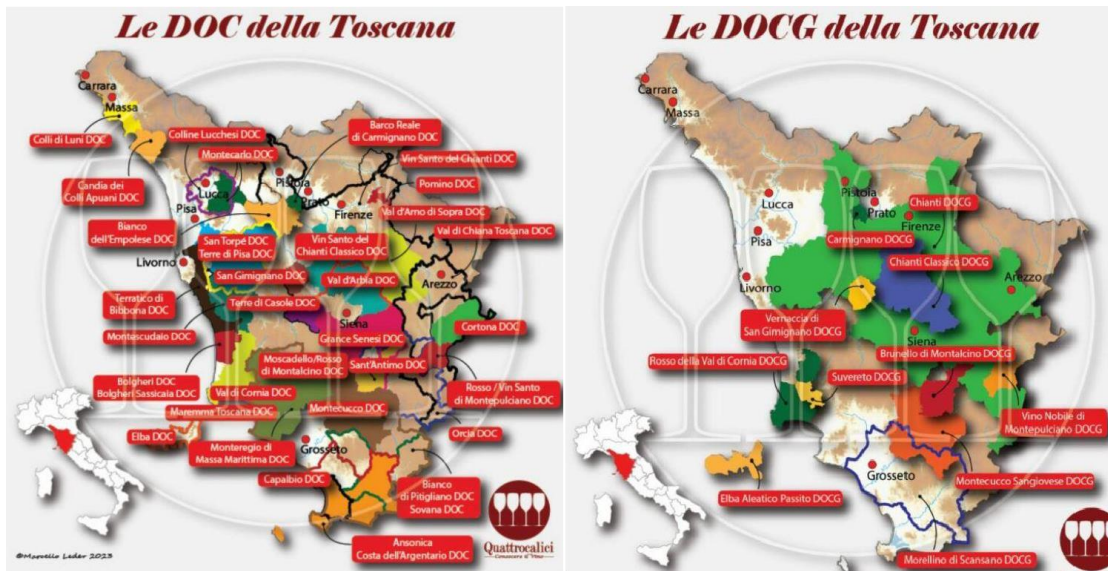 Le DOC della Toscana
Carrara
Massa
Colli di Luni DOC
Colline Lucchesi DOC
Montecarlo DOC
Barco Reale
di Carmignano DOC
Vin Santo del Chianti DOC
Pomino DOC
Candia dei
Colli Apuani DOC
Lucca
Pistoia
Prato
Firenze
Pisa
Val d'Arno di Sopra DOC
Val di Chiana Toscana DOC
Bianco
dell'Empolese DOC
San Torpé DOC
Terre di Pisa DOC
Vin Santo del
Chianti Classico DOC
Livorno
San Gimignano DOC
Val d'Arbia DOC
Arezzo
Terratico di
Bibbona DOC
Terre di Casole DOC
Siena
Cortona DOC
Montescudaio DOC
Grance Senesi DOC
Moscadello/Rosso
di Montalcino DOC
Sant'Antimo DOC
Bolgheri DOC
Bolgheri Sassicaia DOC
Val di Cornia DOC
Rosso / Vin Santo
di Montepulciano DOC
Maremma Toscana DOC
Montecucco DOC
Elba DOC
Orcia DOC
Monteregio di
Massa Marittima DOC
Grosseto
Capalbio DOC
Bianco
di Pitigliano DOC
Sovana DOC
Ansonica
Costa dell'Argentario DOC
©Marcello Leder 2023
Quattrocalici
Conoscere il Vino
Le DOCG della Toscana
Carrara
Massa
Lucca
Pistoia
Prato
Chianti DOCG
Firenze
Pisa
Carmignano DOCG
Chianti Classico DOCG
Livorno
Arezzo
Vernaccia di
San Gimignano DOCG
Siena
Rosso della Val di Cornia DOCG
Brunello di Montalcino DOCG
Suvereto DOCG
Vino Nobile di
Montepulciano DOCG
Grosseto
Elba Aleatico Passito DOCG
Montecucco Sangiovese DOCG
Morellino di Scansano DOCG